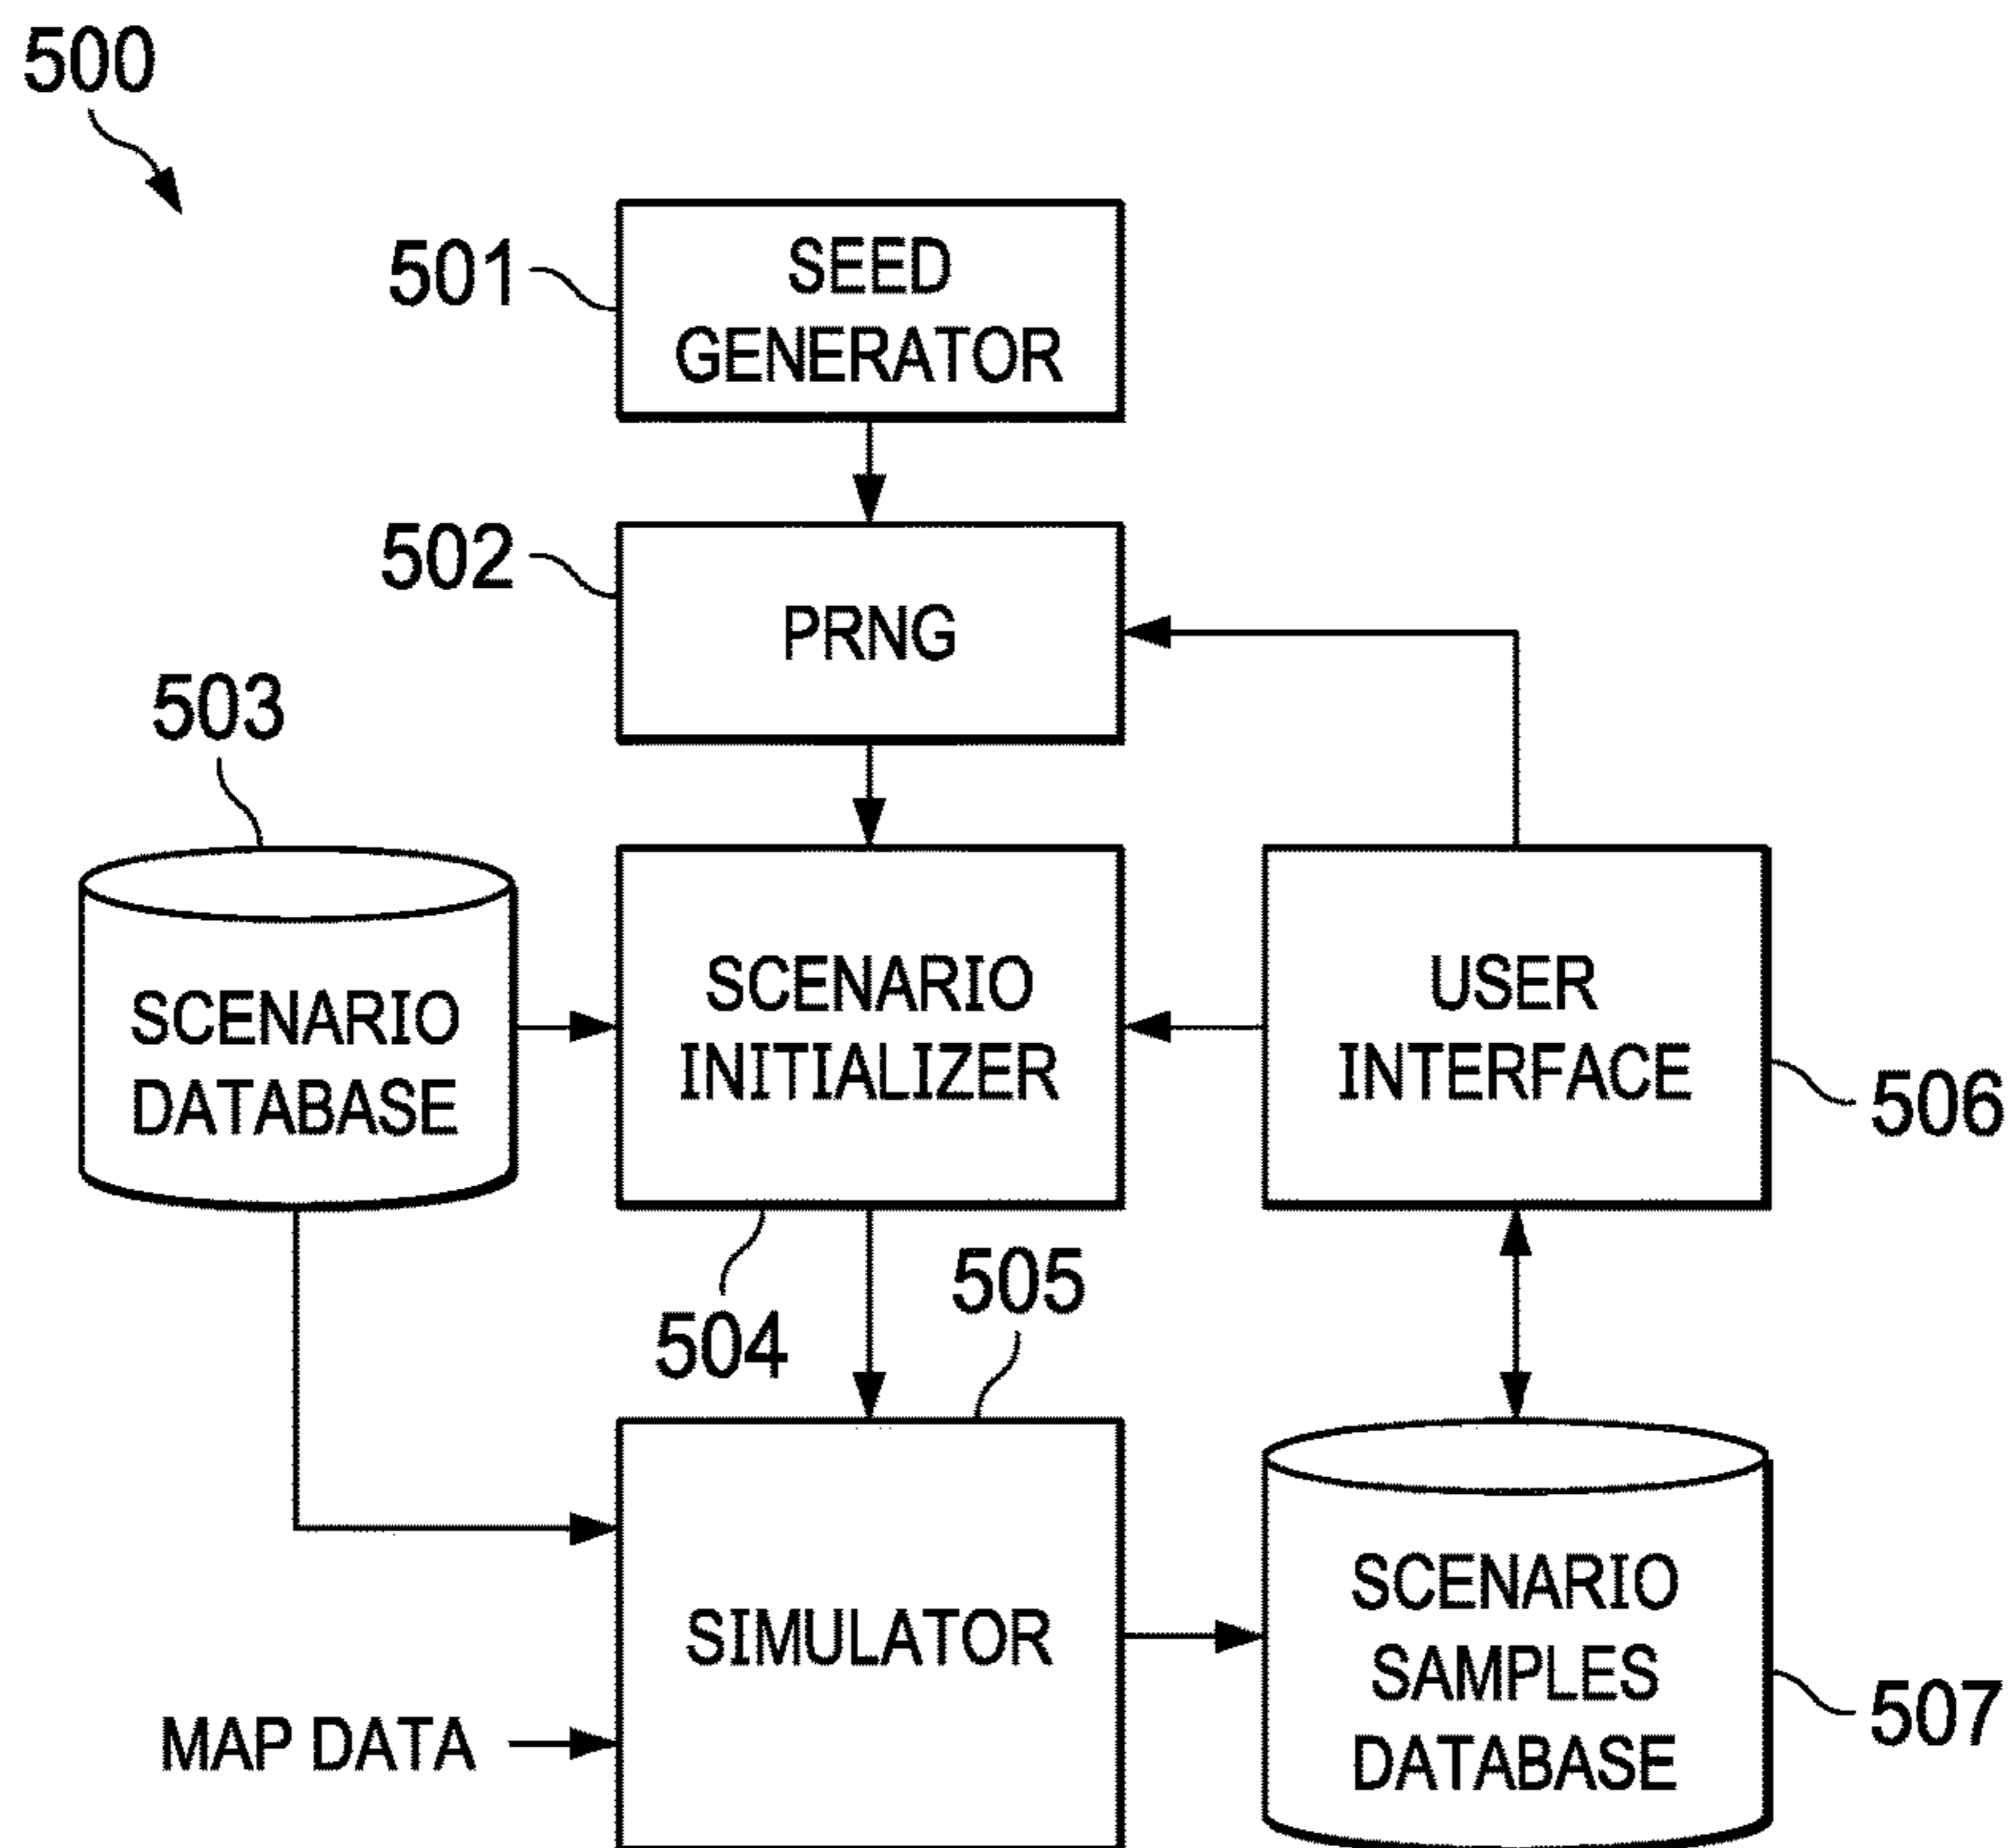 500
501
SEED
GENERATOR
502
PRNG
503
SCENARIO
DATABASE
SCENARIO
INITIALIZER
USER
INTERFACE
506
504
505
SIMULATOR
MAP DATA
SCENARIO
SAMPLES
DATABASE
507